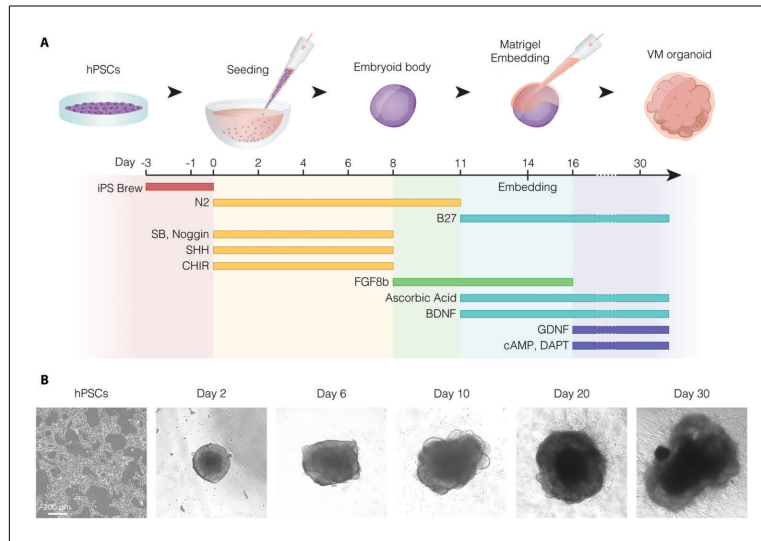 A
hPSCs
Seeding
Embryoid body
Matrigel
Embedding
VM organoid
Day -3 -1 0 2 4 6 8 11 14 16 30
iPS Brew
Embedding
N2
B27
SB, Noggin
SHH
CHIR
FGF8b
Ascorbic Acid
BDNF
GDNF
cAMP, DAPT
B
hPSCs Day 2 Day 6 Day 10 Day 20 Day 30
200 µm